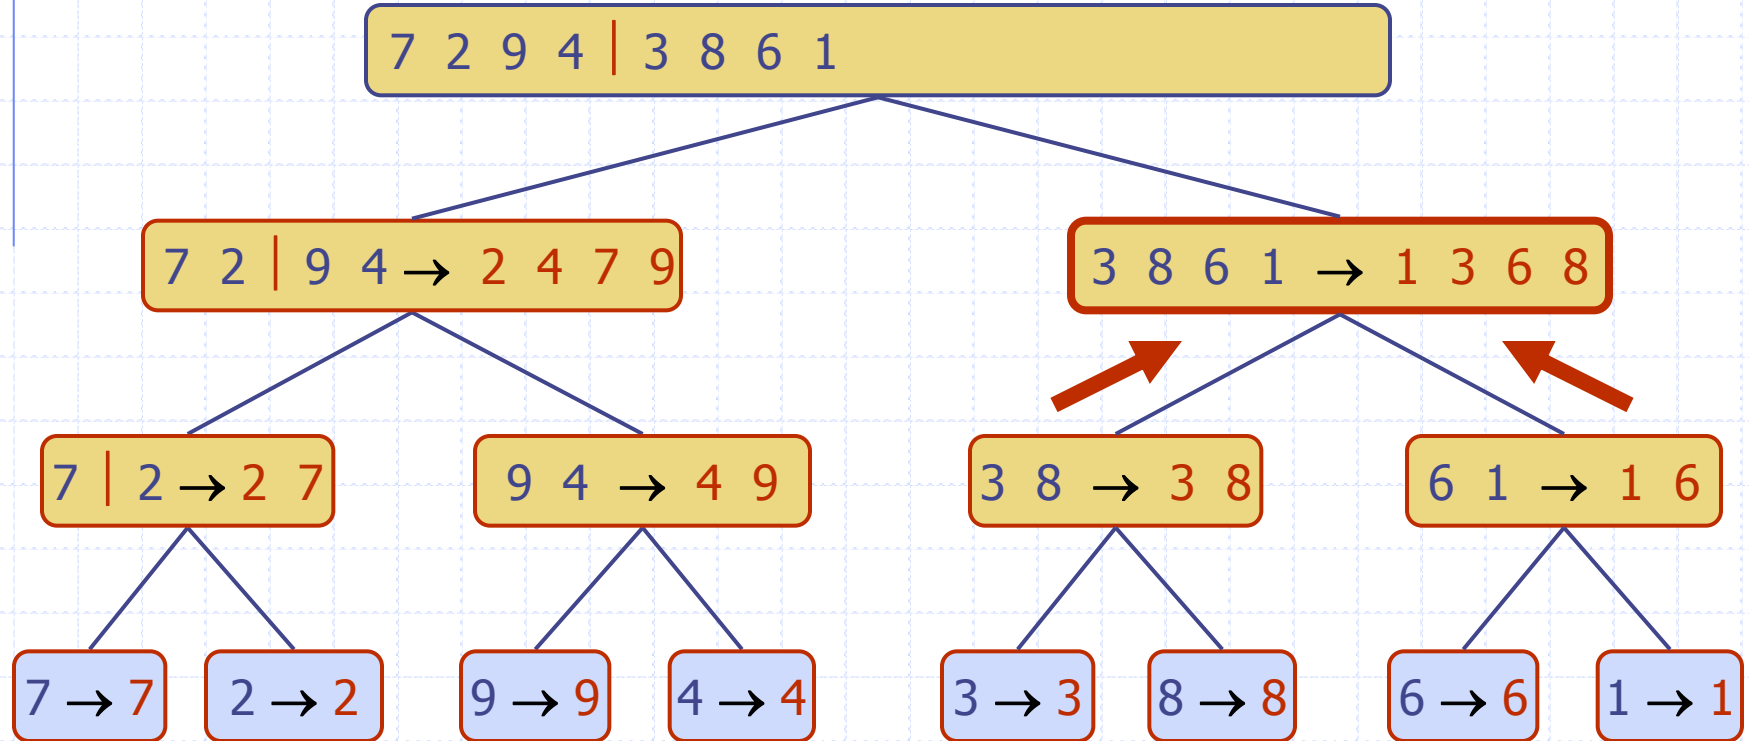 7 2 9 4 | 3 8 6 1
7 2 | 9 4 → 2 4 7 9
3 8 6 1 → 1 3 6 8
7 | 2 → 2 7
9 4 → 4 9
3 8 → 3 8
6 1 → 1 6
7 → 7
2 → 2
9 → 9
4 → 4
3 → 3
8 → 8
6 → 6
1 → 1